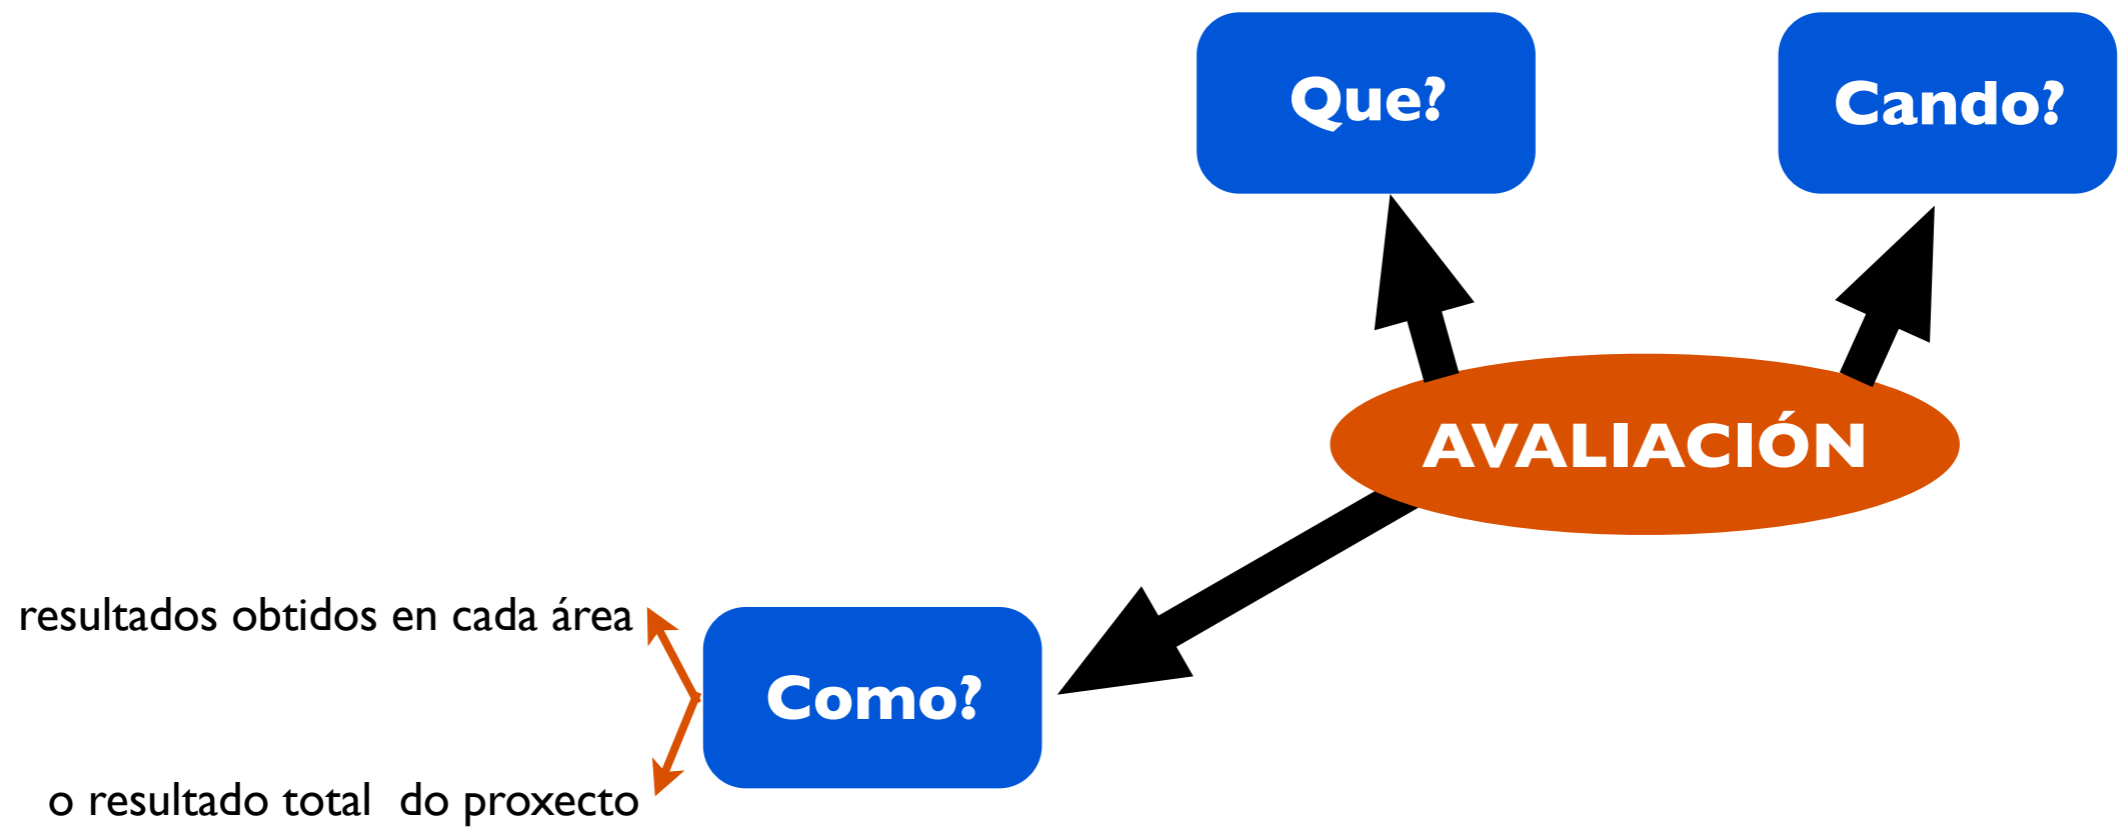 Que?
Cando?
AVALIACIÓN
resultados obtidos en cada área
Como?
o resultado total do proxecto